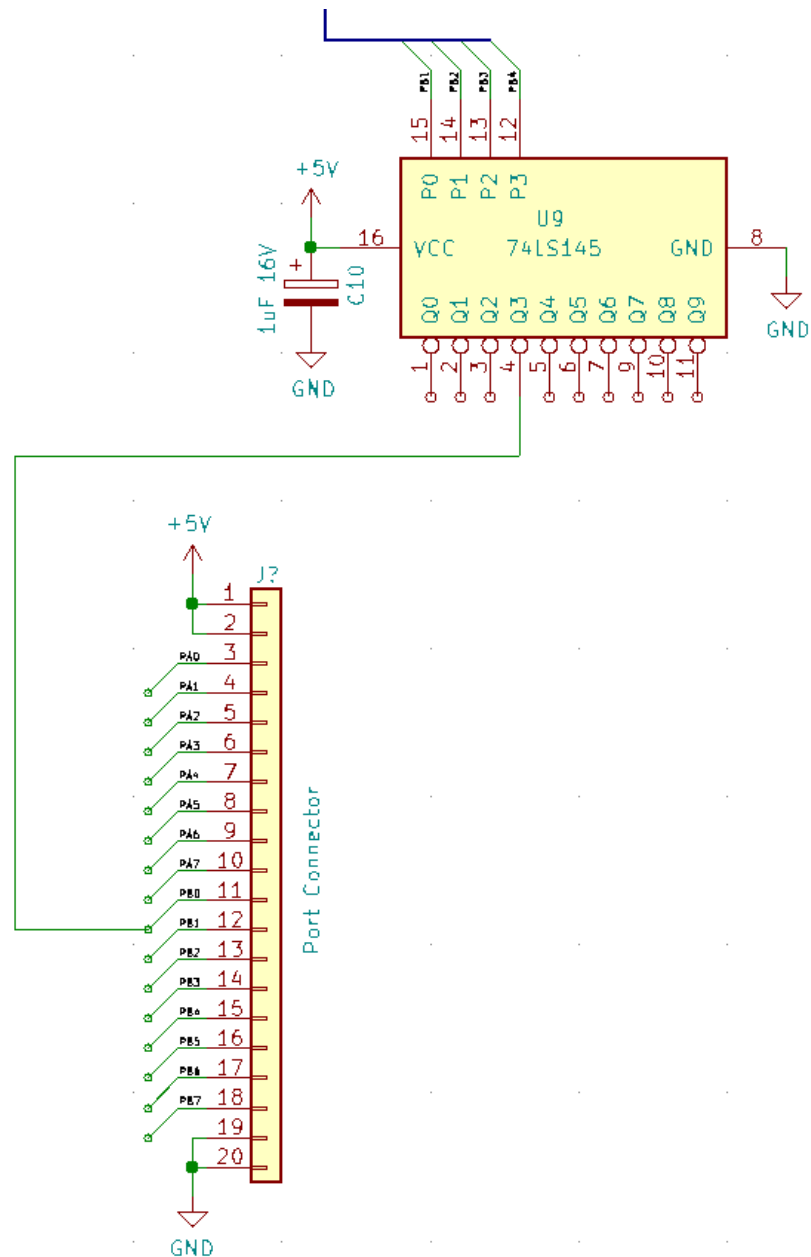 PB1 PB2 PB3 PB4
15 14 13 12
+5V
P0 P1 P2 P3
U9
16 VCC 74LS145 GND 8
+
1uF 16V
C10
Q0 Q1 Q2 Q3 Q4 Q5 Q6 Q7 Q8 Q9
GND
GND
1 2 3 4 5 6 7 9 10 11
+5V
J?
1
2
PA0 3
PA1 4
PA2 5
PA3 6
PA4 7
PA5 8
PA6 9
PA7 10
PB0 11
PB1 12
PB2 13
PB3 14
PB4 15
PB5 16
PB6 17
PB7 18
19
20
Port Connector
GND